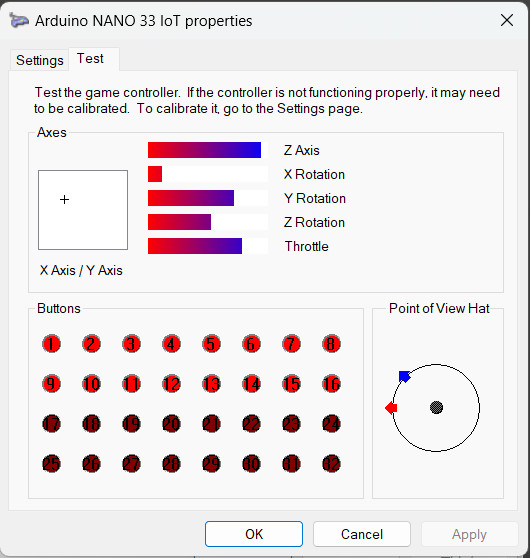 Arduino NANO 33 IoT properties
Settings
Test
Test the game controller. If the controller is not functioning properly, it may need
to be calibrated. To calibrate it, go to the Settings page.
Axes
Z Axis
X Rotation
Y Rotation
Z Rotation
Throttle
X Axis / Y Axis
Buttons
1 2 3 4 5 6 7 8
9 10 11 12 13 14 15 16
17 18 19 20 21 22 23 24
25 26 27 28 29 30 31 32
Point of View Hat
OK
Cancel
Apply